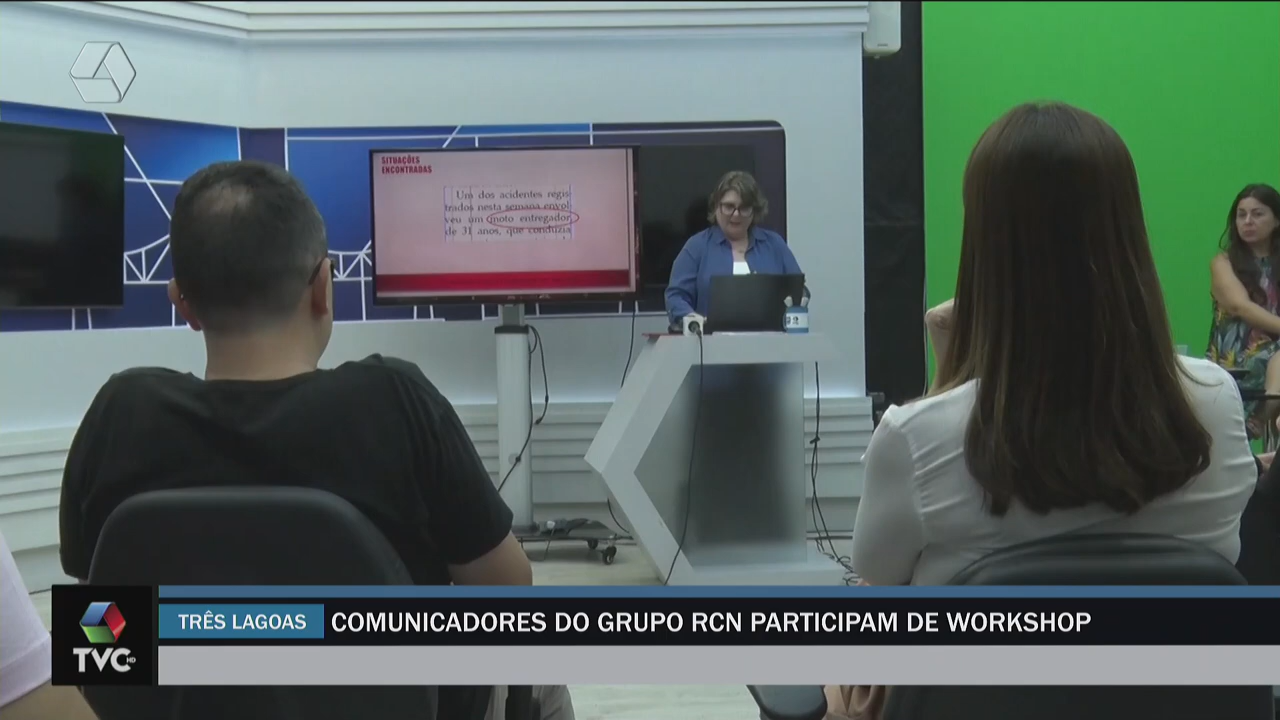 SITUAÇÕES
ENCONTRADAS
Um dos acidentes regis-
trados nesta semana envol-
veu um moto entregador
de 31 anos, que conduzia
TRÊS LAGOAS
COMUNICADORES DO GRUPO RCN PARTICIPAM DE WORKSHOP
TVC HD